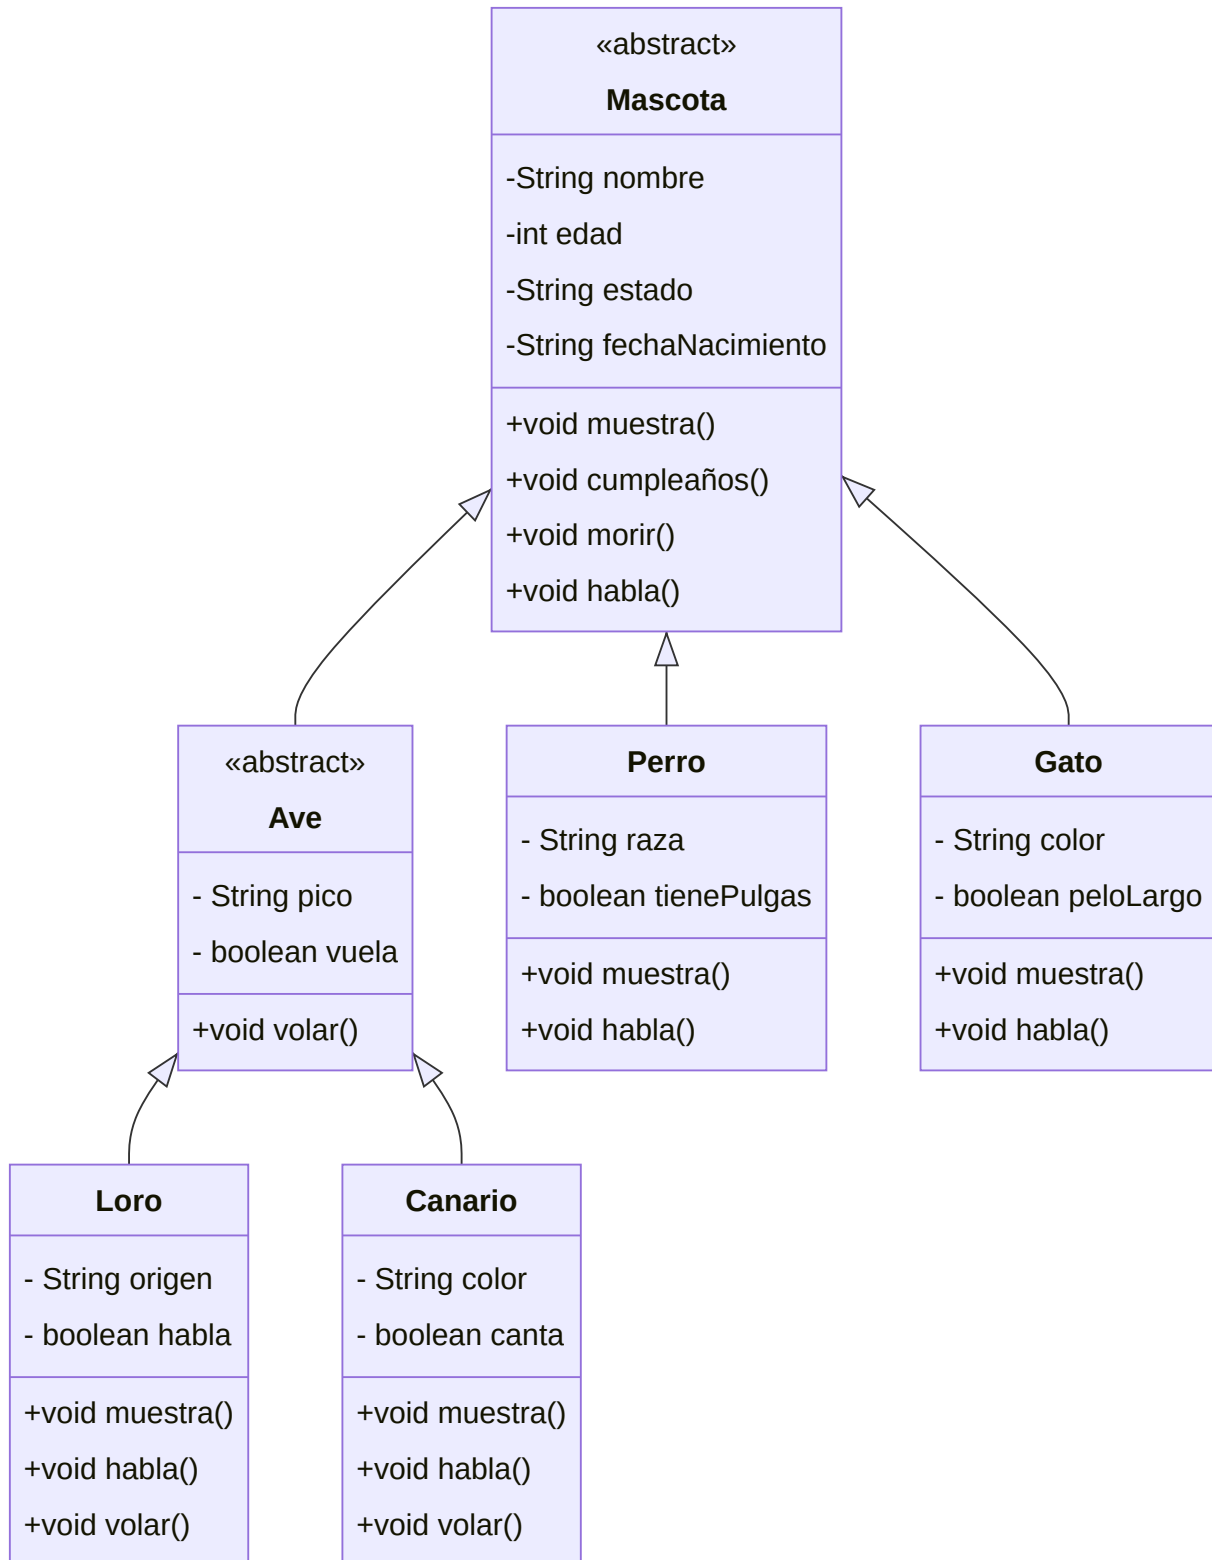 «abstract»
Mascota
-String nombre
-int edad
-String estado
-String fechaNacimiento
+void muestra()
+void cumpleaños()
+void morir()
+void habla()
«abstract»
Ave
- String pico
- boolean vuela
+void volar()
Perro
- String raza
- boolean tienePulgas
+void muestra()
+void habla()
Gato
- String color
- boolean peloLargo
+void muestra()
+void habla()
Loro
- String origen
- boolean habla
+void muestra()
+void habla()
+void volar()
Canario
- String color
- boolean canta
+void muestra()
+void habla()
+void volar()